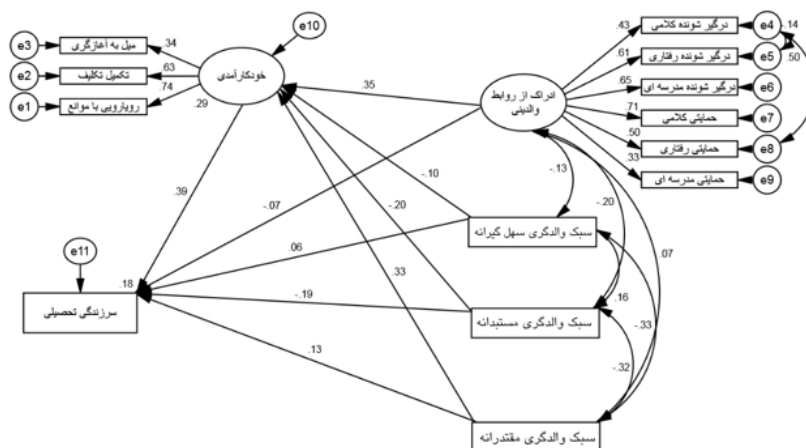 e10
e3
میل به آغازگری
.34
e2
تکمیل تکلیف
.63
e1
رویارویی با موانع
.74
خودکارآمدی
.29
.35
ادراک از روابط
والدینی
.43
درگیر شونده کلامی
e4
-.14
.61
درگیر شونده رفتاری
e5
.50
.65
درگیر شونده مدرسه ای
e6
.71
حمایتی کلامی
e7
.50
حمایتی رفتاری
e8
.33
حمایتی مدرسه ای
e9
.39
-.07
-.10
-.20
.33
-.13
-.20
.07
سبک والدگری سهل گیرانه
.06
e11
.18
سرزندگی تحصیلی
-.19
سبک والدگری مستبدانه
.16
-.33
-.32
.13
سبک والدگری مقتدرانه